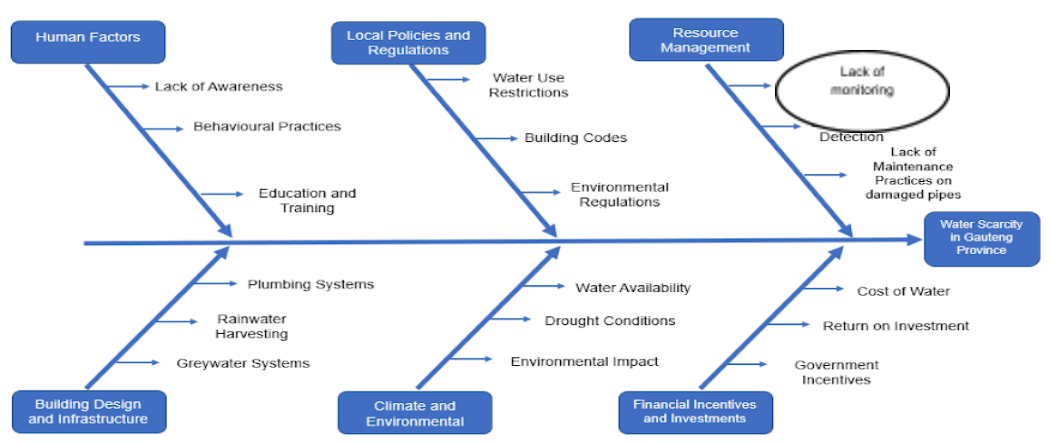 Human Factors
Local Policies and
Regulations
Resource
Management
Lack of Awareness
Behavioural Practices
Education and
Training
Water Use
Restrictions
Building Codes
Environmental
Regulations
Lack of
monitoring
Detection
Lack of
Maintenance
Practices on
damaged pipes
Water Scarcity
in Gauteng
Province
Plumbing Systems
Rainwater
Harvesting
Greywater Systems
Water Availability
Drought Conditions
Environmental Impact
Cost of Water
Return on Investment
Government
Incentives
Building Design
and Infrastructure
Climate and
Environmental
Financial Incentives
and Investments